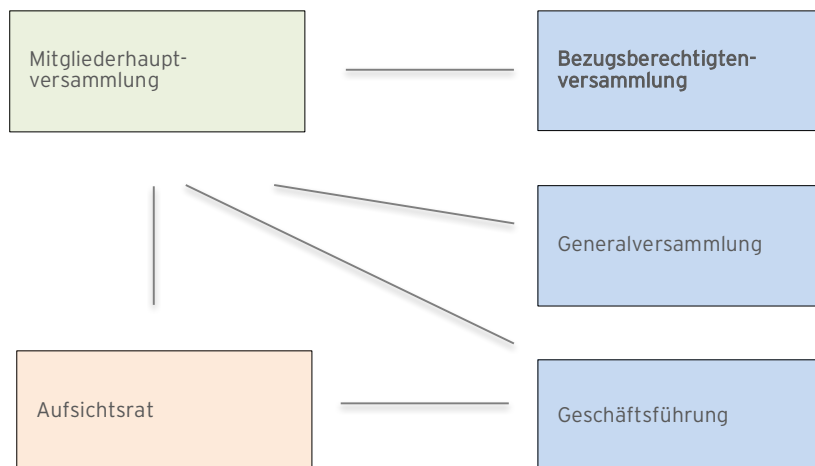 Mitgliederhaupt-
versammlung
Bezugsberechtigten-
versammlung
Generalversammlung
Aufsichtsrat
Geschäftsführung